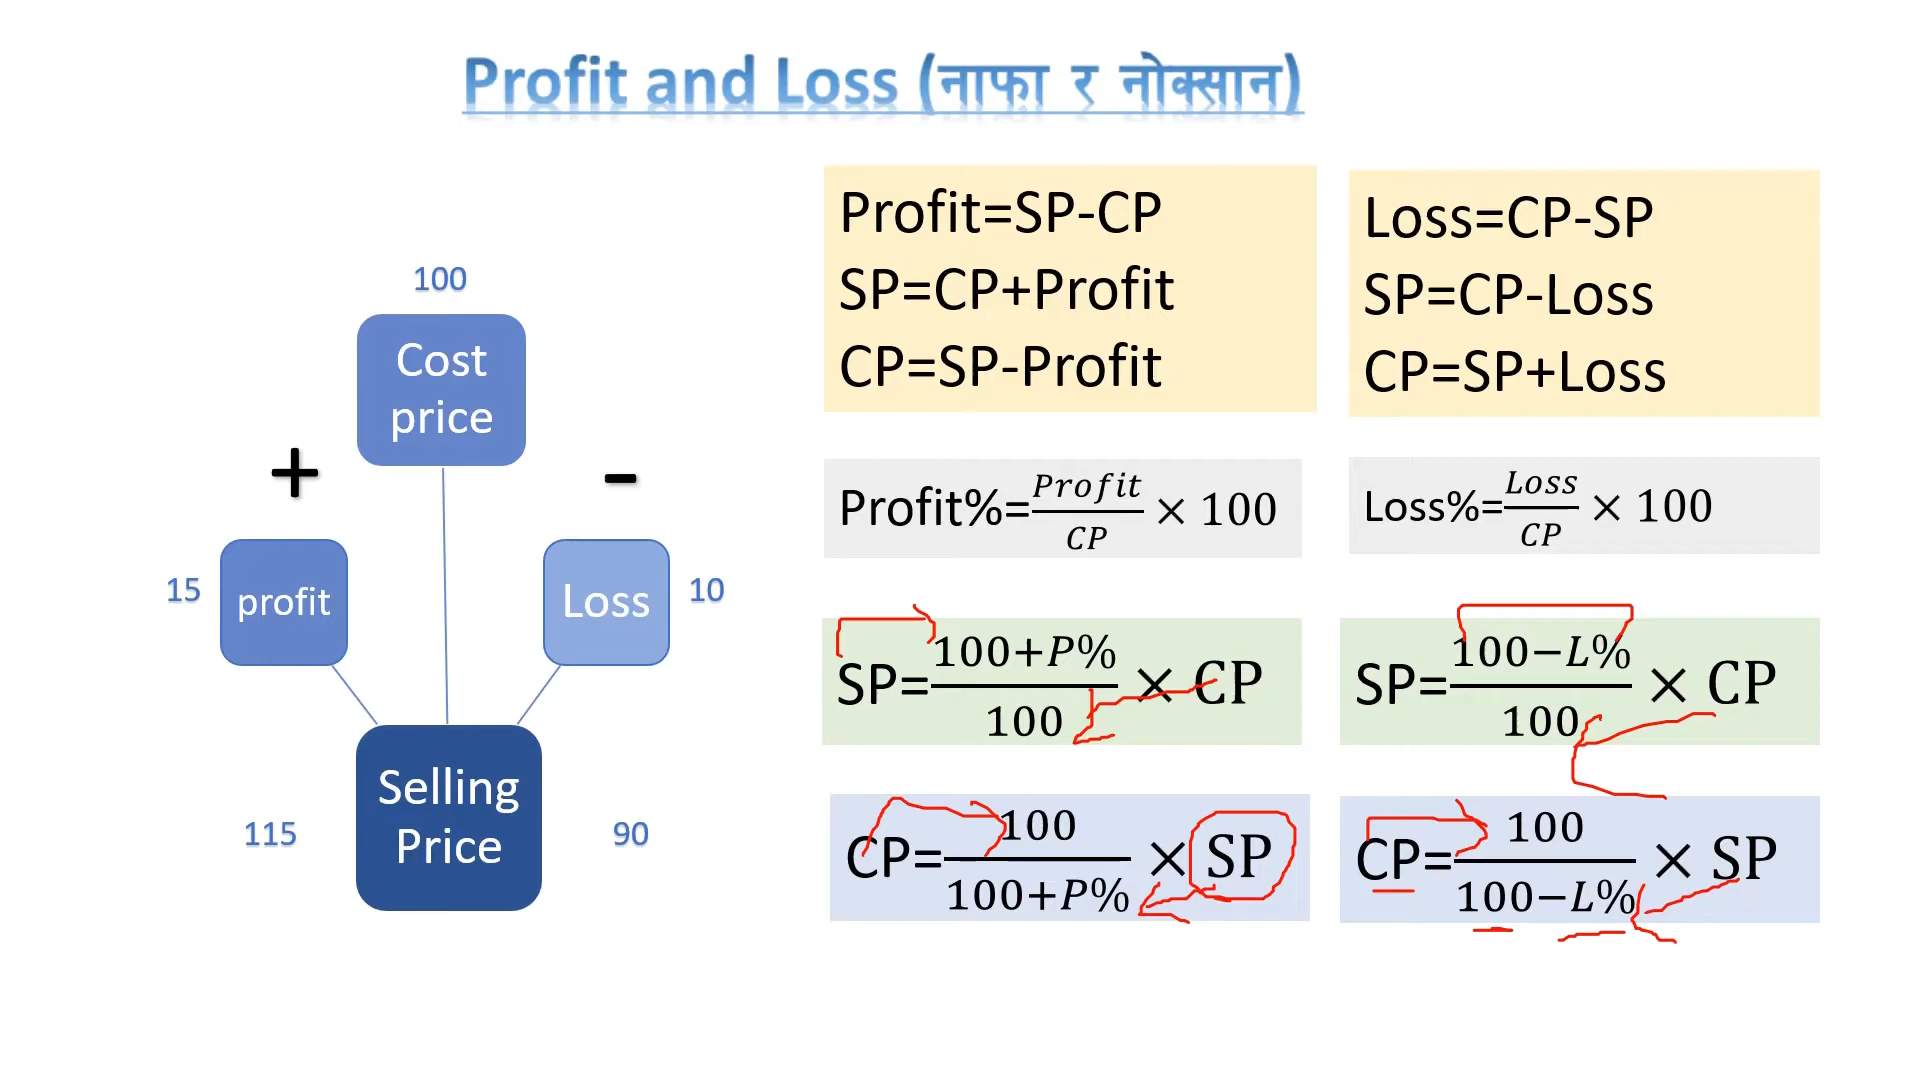 Profit and Loss (नाफा र नोक्सान)
100
Cost
price
+
-
15
profit
Loss
10
Selling
Price
115
90
Profit=SP-CP
SP=CP+Profit
CP=SP-Profit
Loss=CP-SP
SP=CP-Loss
CP=SP+Loss
Profit%=Profit/CP × 100
Loss%=Loss/CP × 100
SP=100+P%/100 × CP
SP=100−L%/100 × CP
CP=100/100+P% × SP
CP=100/100−L% × SP